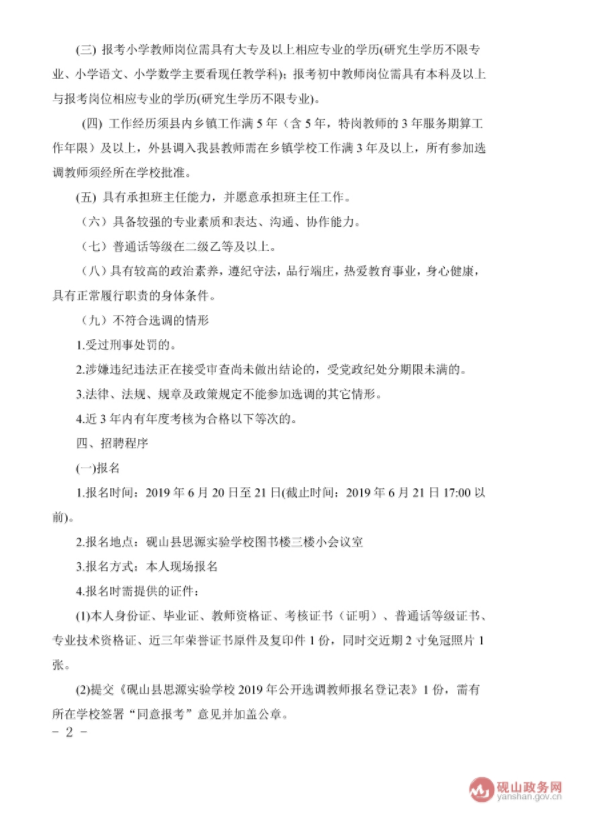 (三) 报考小学教师岗位需具有大专及以上相应专业的学历(研究生学历不限专
业、小学语文、小学数学主要看现任教学科)；报考初中教师岗位需具有本科及以上
与报考岗位相应专业的学历(研究生学历不限专业)。
(四) 工作经历须县内乡镇工作满 5 年（含 5 年，特岗教师的 3 年服务期算工
作年限）及以上，外县调入我县教师需在乡镇学校工作满 3 年及以上，所有参加选
调教师须经所在学校批准。
(五) 具有承担班主任能力，并愿意承担班主任工作。
（六）具备较强的专业素质和表达、沟通、协作能力。
（七）普通话等级在二级乙等及以上。
（八）具有较高的政治素养，遵纪守法，品行端庄，热爱教育事业，身心健康，
具有正常履行职责的身体条件。
（九）不符合选调的情形
1.受过刑事处罚的。
2.涉嫌违纪违法正在接受审查尚未做出结论的，受党政纪处分期限未满的。
3.法律、法规、规章及政策规定不能参加选调的其它情形。
4.近 3 年内有年度考核为合格以下等次的。
四、招聘程序
(一)报名
1.报名时间：2019 年 6 月 20 日至 21 日(截止时间：2019 年 6 月 21 日 17:00 以
前)。
2.报名地点：砚山县思源实验学校图书楼三楼小会议室
3.报名方式：本人现场报名
4.报名时需提供的证件：
(1)本人身份证、毕业证、教师资格证、考核证书（证明）、普通话等级证书、
专业技术资格证、近三年荣誉证书原件及复印件 1 份，同时交近期 2 寸免冠照片 1
张。
(2)提交《砚山县思源实验学校 2019 年公开选调教师报名登记表》1 份，需有
所在学校签署“同意报考”意见并加盖公章。
- 2 -
砚山政务网
yanshan.gov.cn